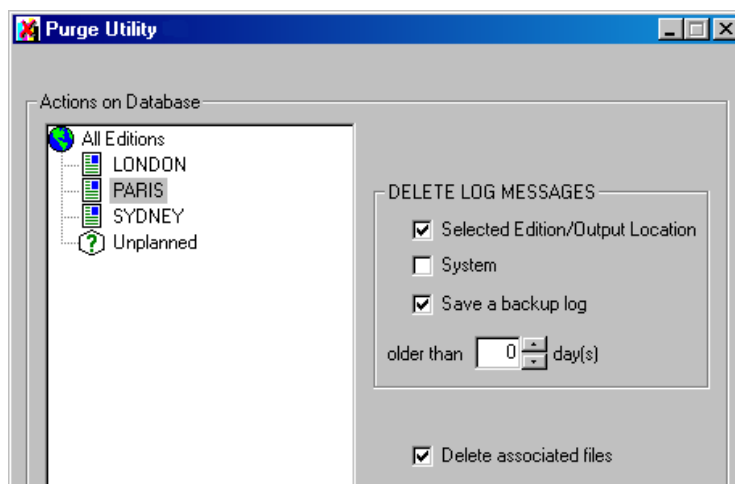 Purge Utility
Actions on Database
All Editions
LONDON
PARIS
SYDNEY
? Unplanned
DELETE LOG MESSAGES
Selected Edition/Output Location
System
Save a backup log
older than 0 day(s)
Delete associated files